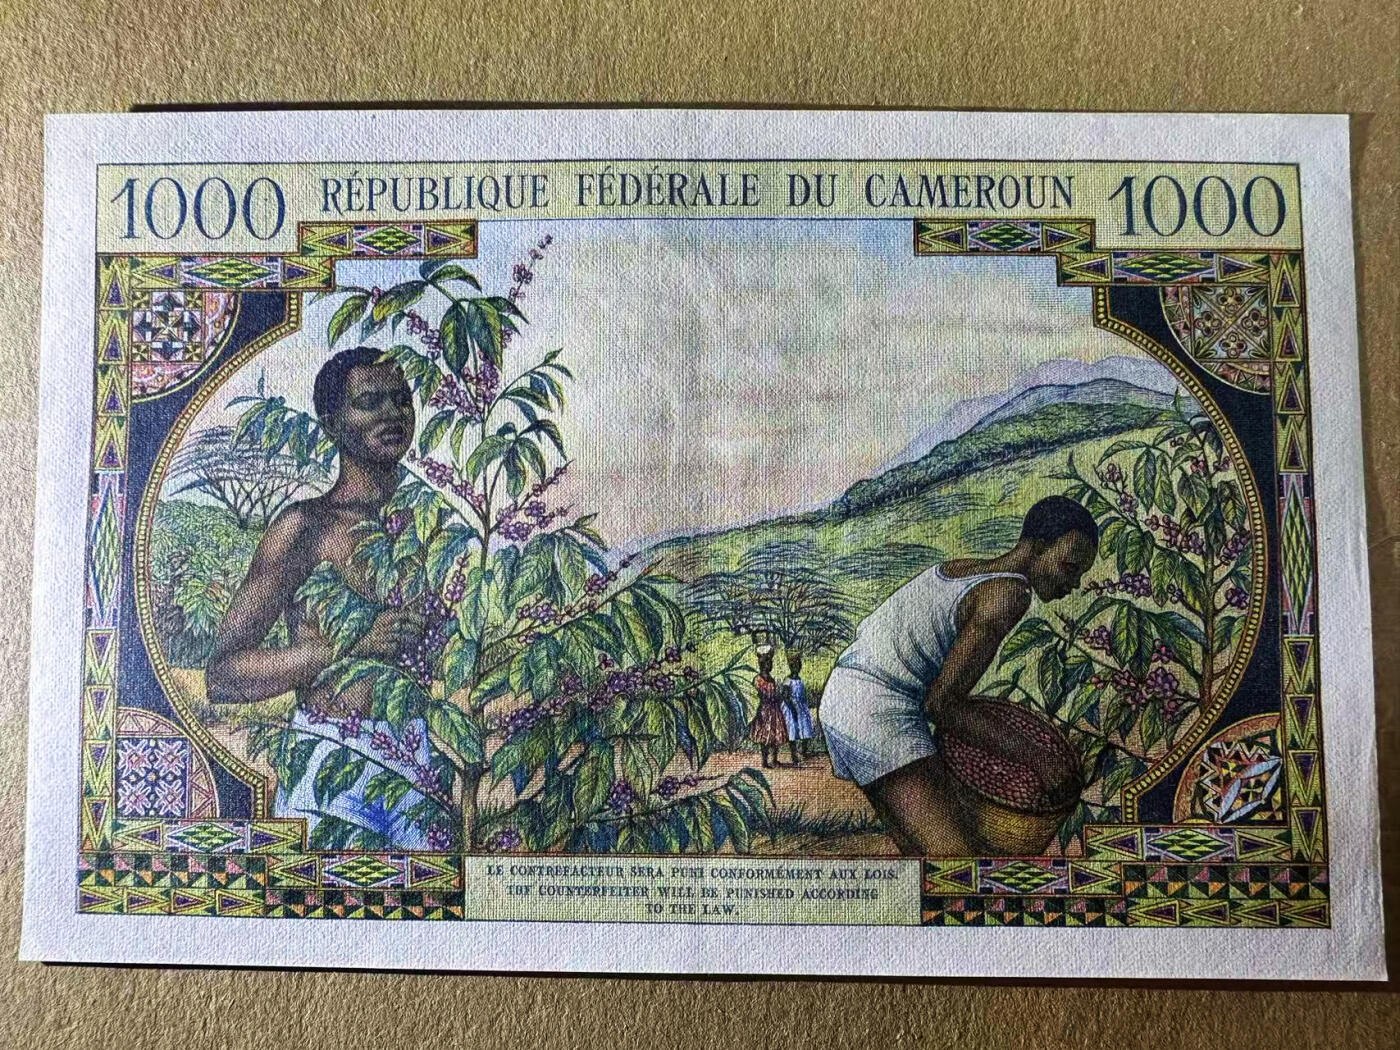 1000 RÉPUBLIQUE FÉDÉRALE DU CAMEROUN 1000
LE CONTREFACTEUR SERA PUNI CONFORMÉMENT AUX LOIS.
THE COUNTERFEITER WILL BE PUNISHED ACCORDING
TO THE LAW.